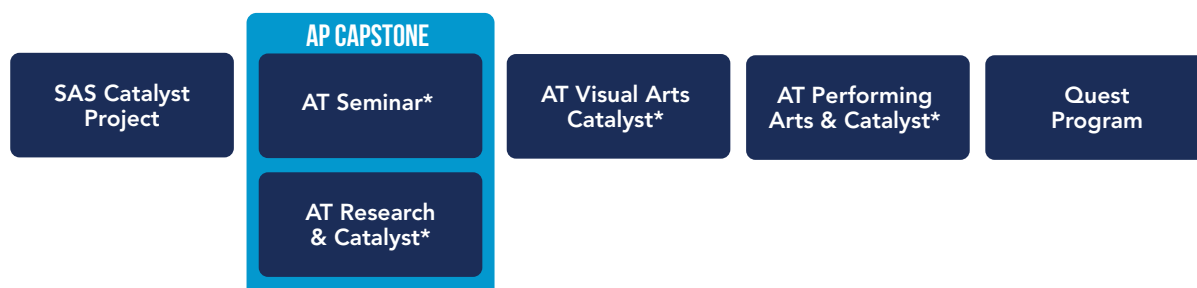 SAS Catalyst
Project
AP CAPSTONE
AT Seminar*
AT Research
& Catalyst*
AT Visual Arts
Catalyst*
AT Performing
Arts & Catalyst*
Quest
Program